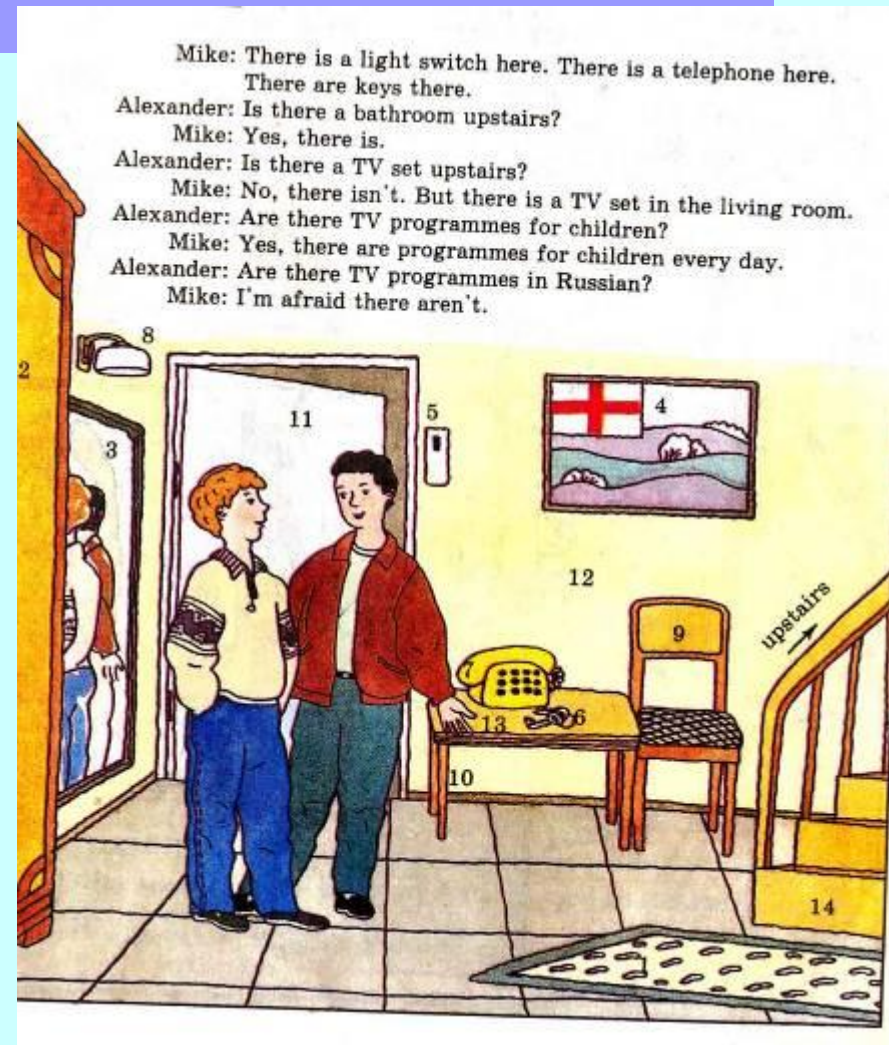 Mike: There is a light switch here. There is a telephone here.
There are keys there.
Alexander: Is there a bathroom upstairs?
Mike: Yes, there is.
Alexander: Is there a TV set upstairs?
Mike: No, there isn't. But there is a TV set in the living room.
Alexander: Are there TV programmes for children?
Mike: Yes, there are programmes for children every day.
Alexander: Are there TV programmes in Russian?
Mike: I'm afraid there aren't.
8
2
11
5
4
3
12
9
upstairs
7
13
6
10
14
1